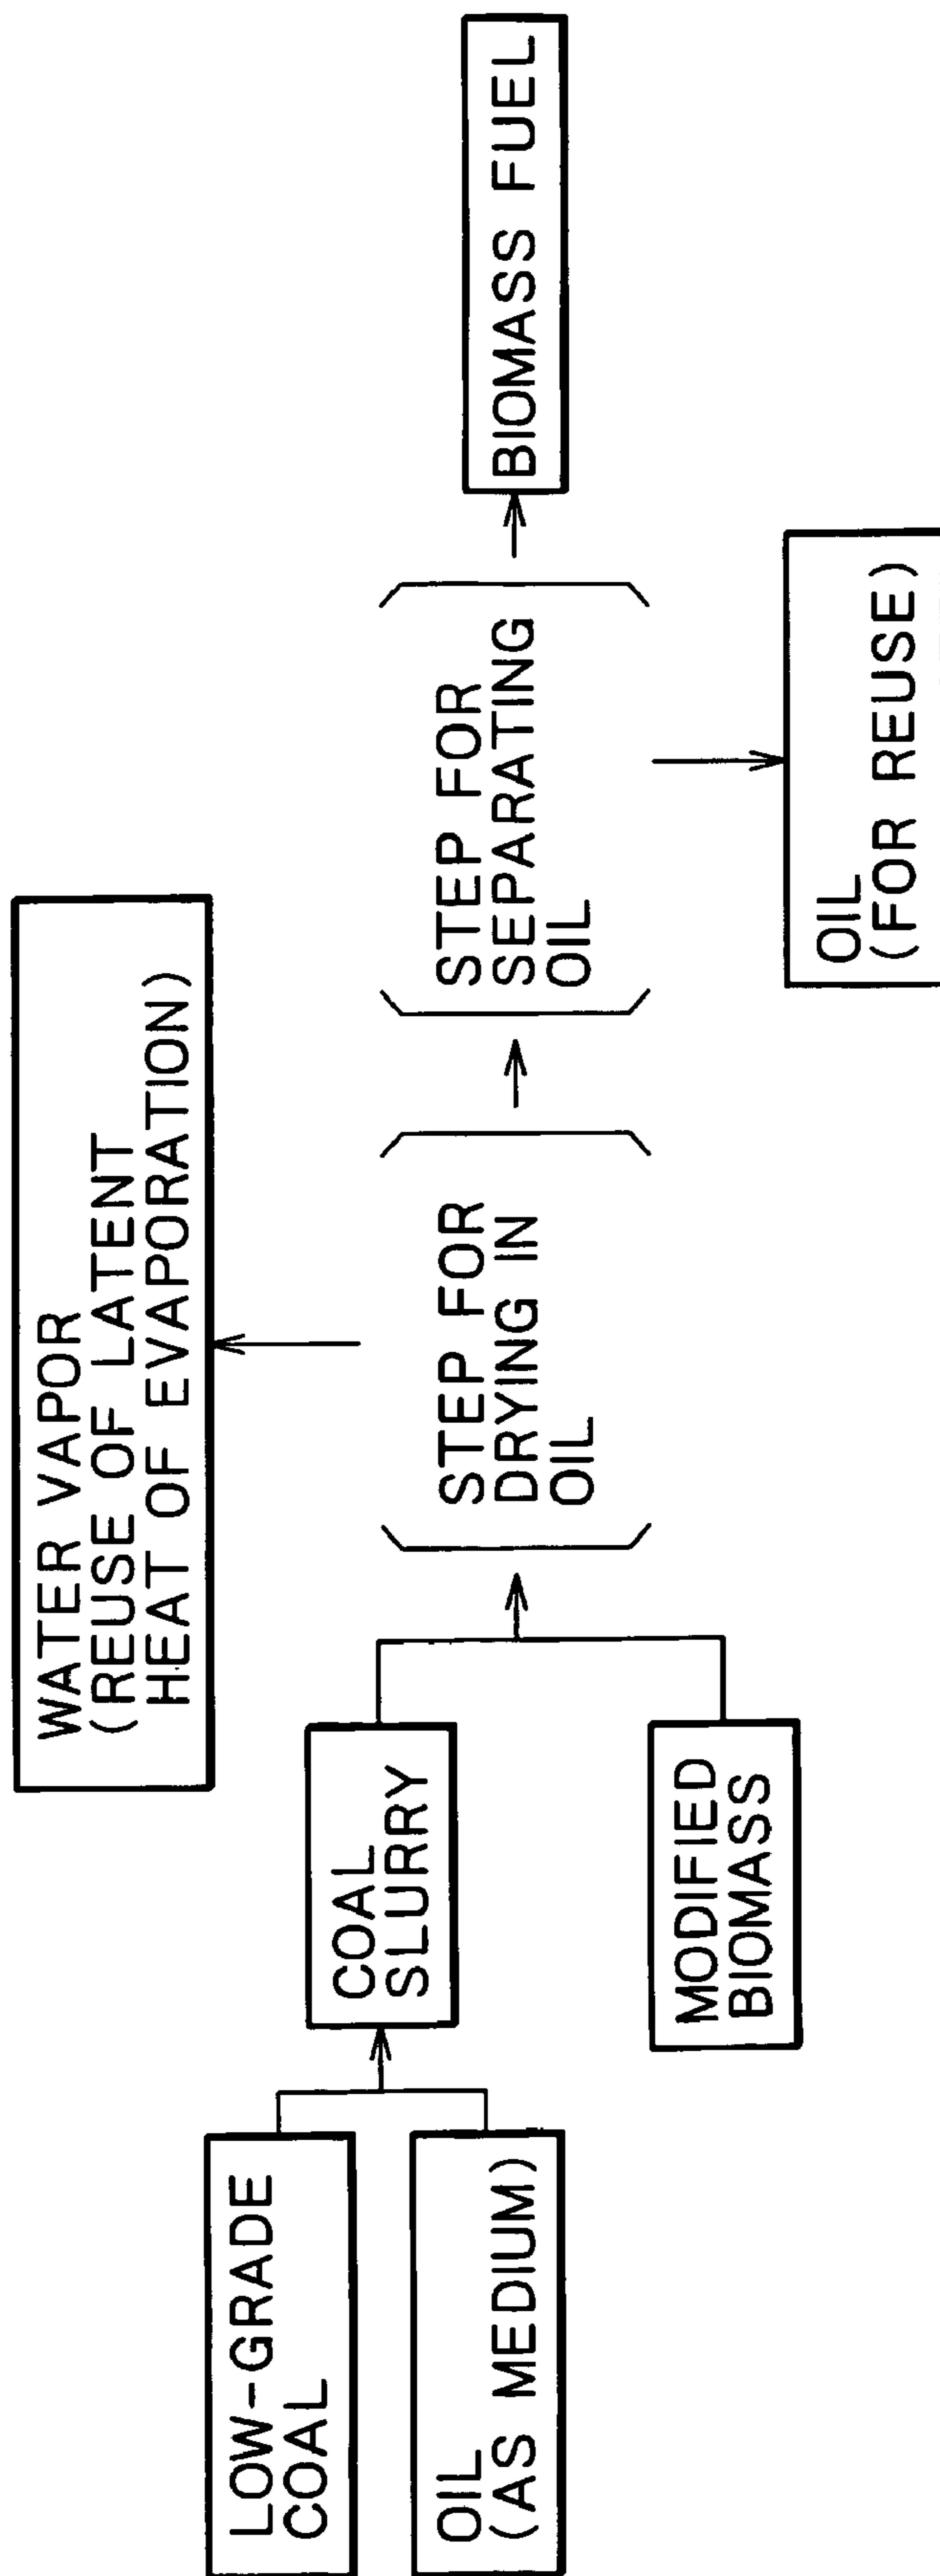 LOW-GRADE
COAL
OIL
(AS MEDIUM)
COAL
SLURRY
MODIFIED
BIOMASS
WATER VAPOR
(REUSE OF LATENT
HEAT OF EVAPORATION)
STEP FOR
DRYING IN
OIL
STEP FOR
SEPARATING
OIL
OIL
(FOR REUSE)
BIOMASS FUEL